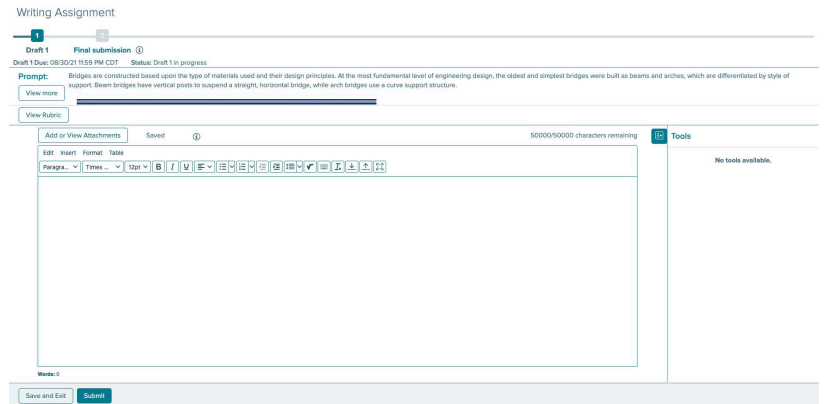 Writing Assignment
1
2
Draft 1
Final submission
Draft 1 Due: 08/30/21 11:59 PM CDT Status: Draft 1 in progress
Prompt: Bridges are constructed based upon the type of materials used and their design principles. At the most fundamental level of engineering design, the oldest and simplest bridges were built as beams and arches, which are differentiated by style of
support. Beam bridges have vertical posts to suspend a straight, horizontal bridge, while arch bridges use a curve support structure.
View more
View Rubric
Add or View Attachments Saved 50000/50000 characters remaining Tools
No tools available.
Edit Insert Format Table
Paragra... Times ... 12pt B I U
Words: 0
Save and Exit Submit